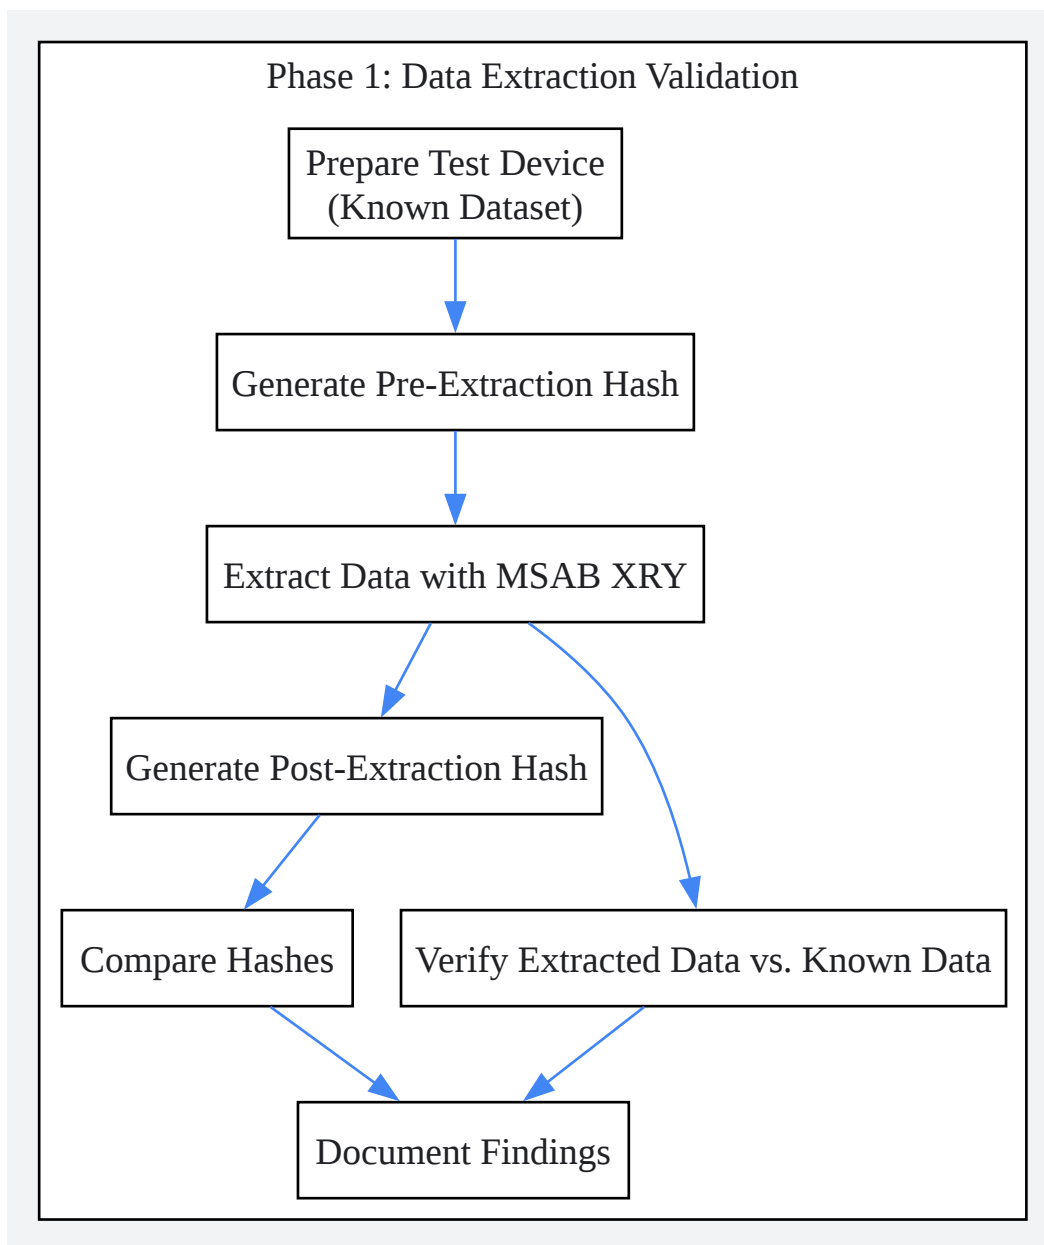 Phase 1: Data Extraction Validation
Prepare Test Device
(Known Dataset)
Generate Pre-Extraction Hash
Extract Data with MSAB XRY
Generate Post-Extraction Hash
Compare Hashes
Verify Extracted Data vs. Known Data
Document Findings